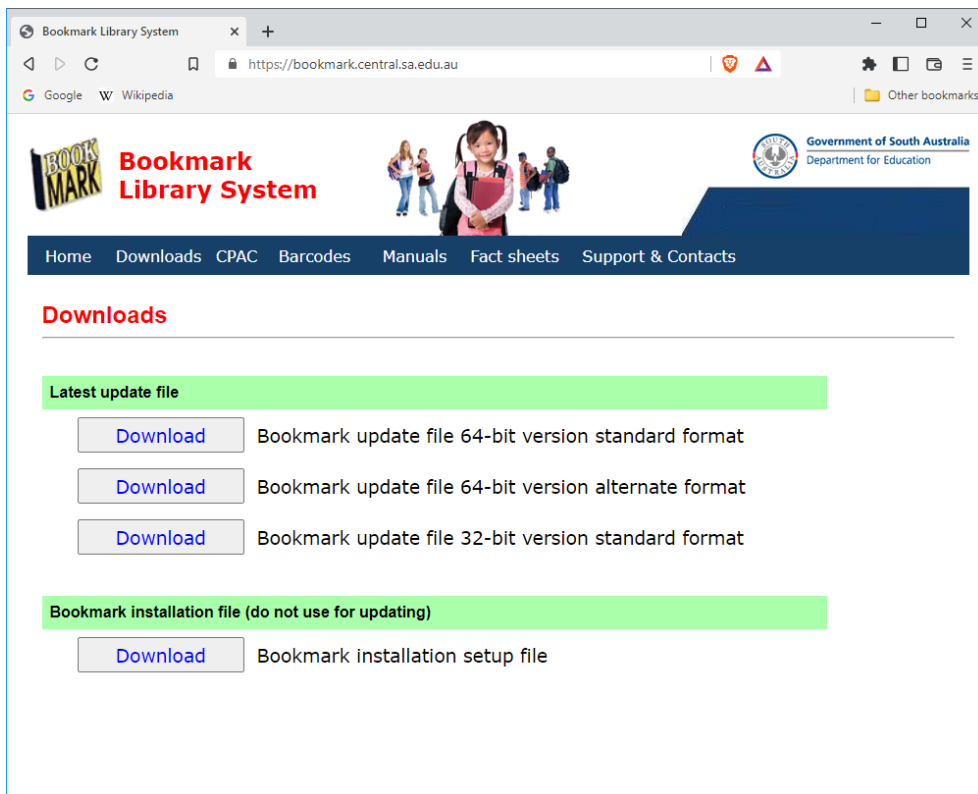 Bookmark Library System
https://bookmark.central.sa.edu.au
G Google W Wikipedia Other bookmarks
BOOK
MARK
Bookmark
Library System
SOUTH
AUSTRALIA
Government of South Australia
Department for Education
Home Downloads CPAC Barcodes Manuals Fact sheets Support & Contacts
Downloads
Latest update file
Download Bookmark update file 64-bit version standard format
Download Bookmark update file 64-bit version alternate format
Download Bookmark update file 32-bit version standard format
Bookmark installation file (do not use for updating)
Download Bookmark installation setup file